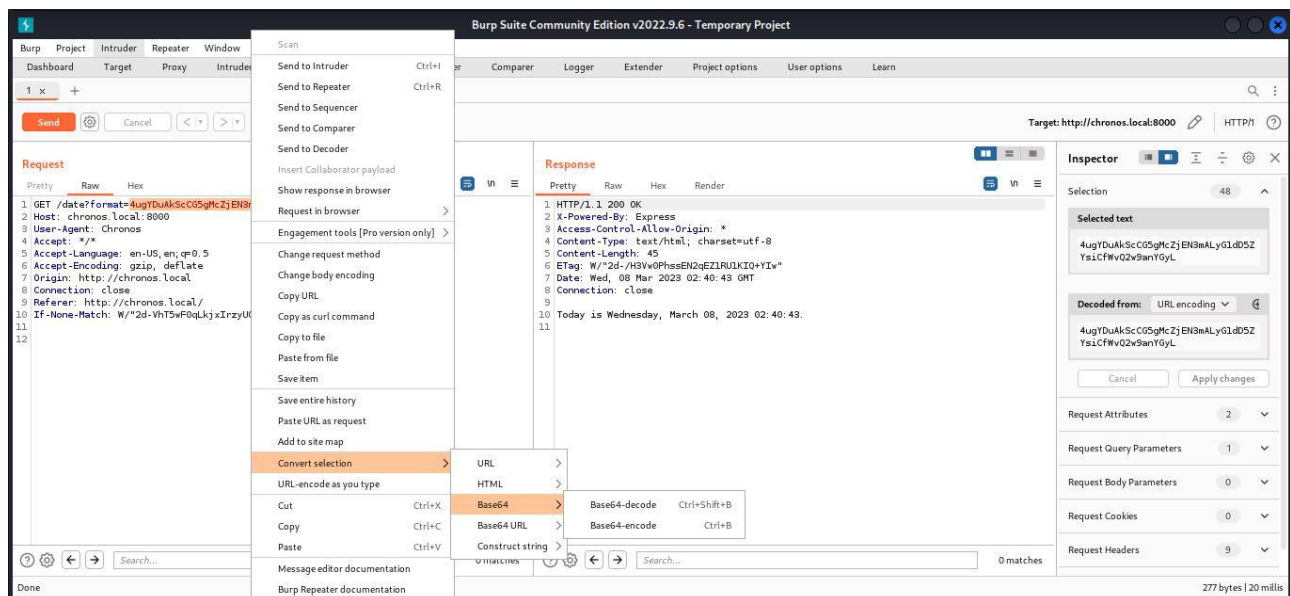 Burp Suite Community Edition v2022.9.6 - Temporary Project
Burp Project Intruder Repeater Window
Dashboard Target Proxy Intruder Comparer Logger Extender Project options User options Learn
1 × +
Send Cancel < > Target: http://chronos.local:8000 HTTP/1
Request
Pretty Raw Hex
\n
1 GET /date?format=4ugYDuAkScCG5gMcZjEN3m
2 Host: chronos.local:8000
3 User-Agent: Chronos
4 Accept: */*
5 Accept-Language: en-US,en;q=0.5
6 Accept-Encoding: gzip, deflate
7 Origin: http://chronos.local
8 Connection: close
9 Referer: http://chronos.local/
10 If-None-Match: W/"2d-VhT5wF0qLkjxIrzyU
11
12
Search...
0 matches
Scan
Send to Intruder Ctrl+I
Send to Repeater Ctrl+R
Send to Sequencer
Send to Comparer
Send to Decoder
Insert Collaborator payload
Show response in browser
Request in browser >
Engagement tools [Pro version only] >
Change request method
Change body encoding
Copy URL
Copy as curl command
Copy to file
Paste from file
Save item
Save entire history
Paste URL as request
Add to site map
Convert selection >
URL-encode as you type
Cut Ctrl+X
Copy Ctrl+C
Paste Ctrl+V
Message editor documentation
Burp Repeater documentation
URL >
HTML >
Base64 >
Base64 URL >
Construct string >
Base64-decode Ctrl+Shift+B
Base64-encode Ctrl+B
Response
Pretty Raw Hex Render
\n
1 HTTP/1.1 200 OK
2 X-Powered-By: Express
3 Access-Control-Allow-Origin: *
4 Content-Type: text/html; charset=utf-8
5 Content-Length: 45
6 ETag: W/"2d-/H3Vw0PhssEN2qEZ1RU1KIQ+YIw"
7 Date: Wed, 08 Mar 2023 02:40:43 GMT
8 Connection: close
9
10 Today is Wednesday, March 08, 2023 02:40:43.
11
Search...
0 matches
Inspector
Selection 48
Selected text
4ugYDuAkScCG5gMcZjEN3mALyG1dD5Z
YsiCfWvQ2w9anYGyL
Decoded from: URL encoding
4ugYDuAkScCG5gMcZjEN3mALyG1dD5Z
YsiCfWvQ2w9anYGyL
Cancel Apply changes
Request Attributes 2
Request Query Parameters 1
Request Body Parameters 0
Request Cookies 0
Request Headers 9
Done
277 bytes | 20 millis